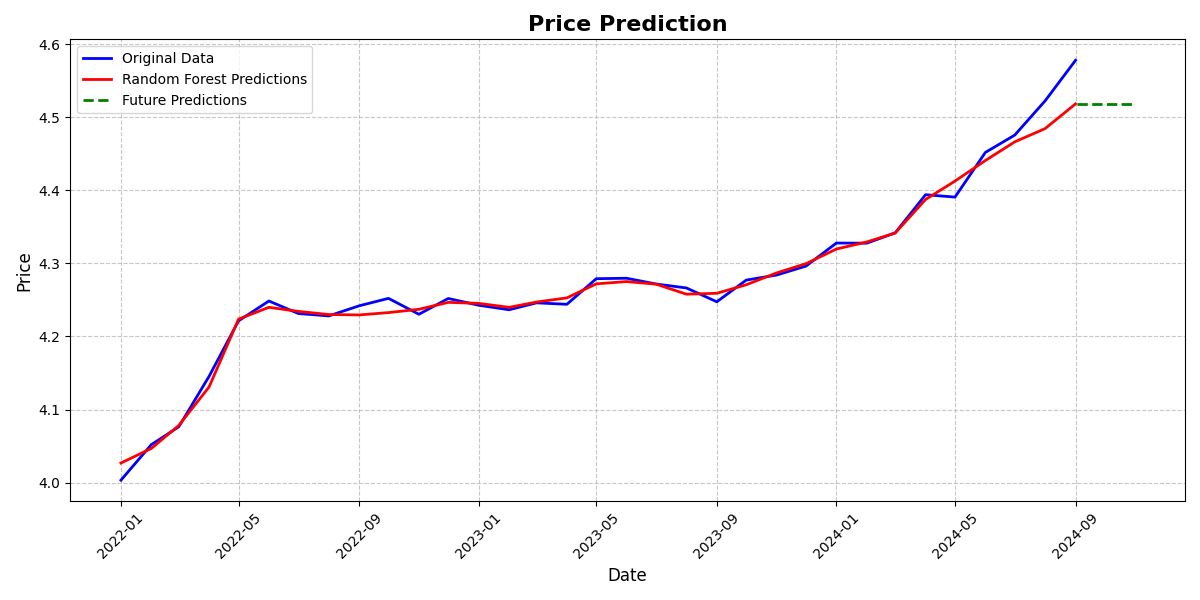 Price Prediction
Original Data
Random Forest Predictions
Future Predictions
Price
4.6
4.5
4.4
4.3
4.2
4.1
4.0
2022-01
2022-05
2022-09
2023-01
2023-05
2023-09
2024-01
2024-05
2024-09
Date